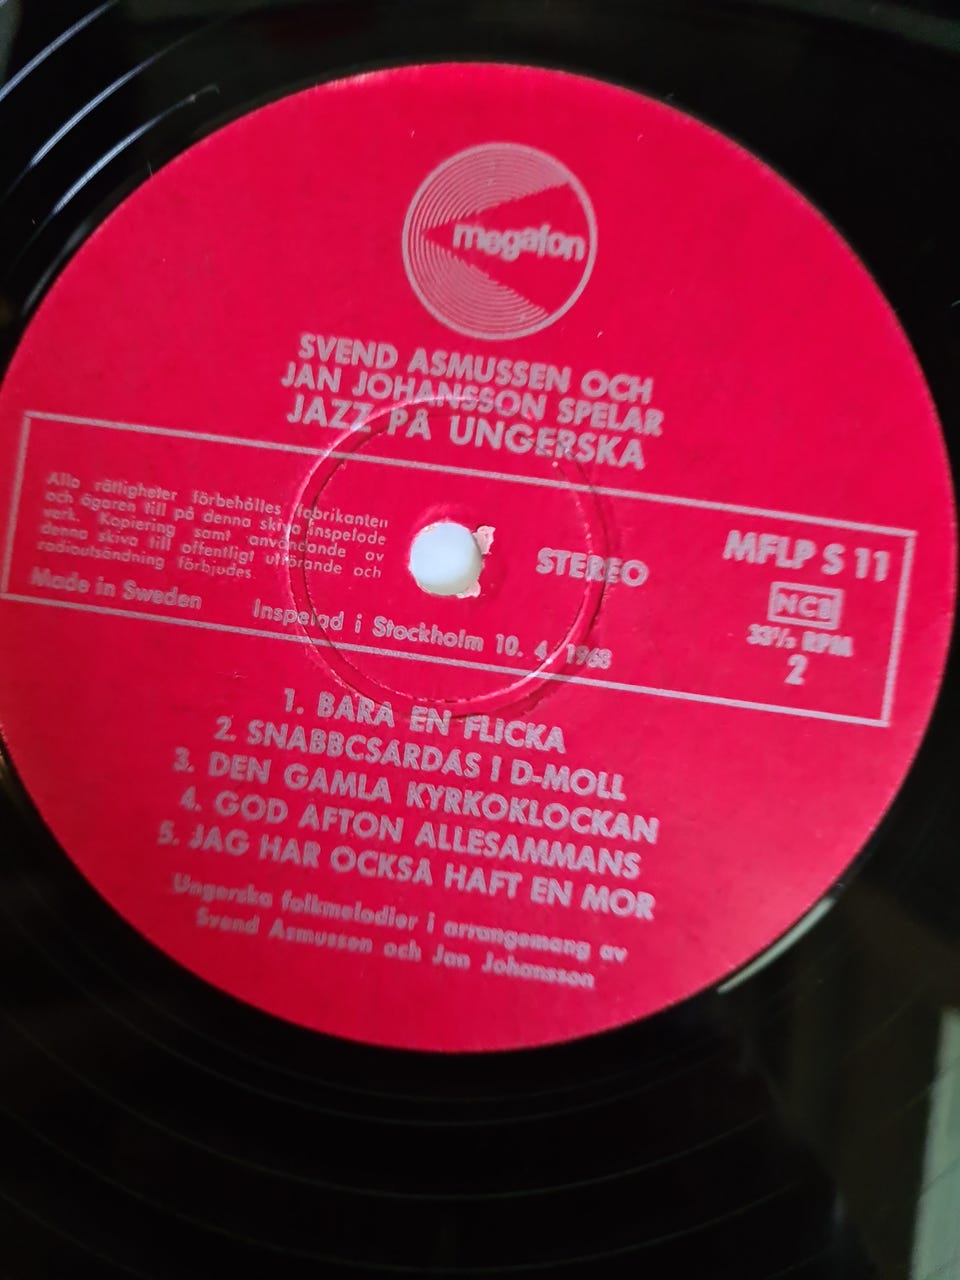 megafon
SVEND ASMUSSEN OCH
JAN JOHANSSON SPELAR
JAZZ PÅ UNGERSKA
Alla rättigheter förbehålles fabrikanten
och ägaren till på denna skiva inspelade
verk. Kopiering samt användande av
denna skiva till offentligt utförande och
radioutsändning förbjudes.
Made in Sweden
Inspelad i Stockholm 10. 4. 1968
STEREO
MFLP S 11
NCB
33⅓ RPM
2
1. BARA EN FLICKA
2. SNABBCSARDAS I D-MOLL
3. DEN GAMLA KYRKOKLOCKAN
4. GOD AFTON ALLESAMMANS
5. JAG HAR OCKSÅ HAFT EN MOR
Ungerska folkmelodier i arrangemang av
Svend Asmussen och Jan Johansson